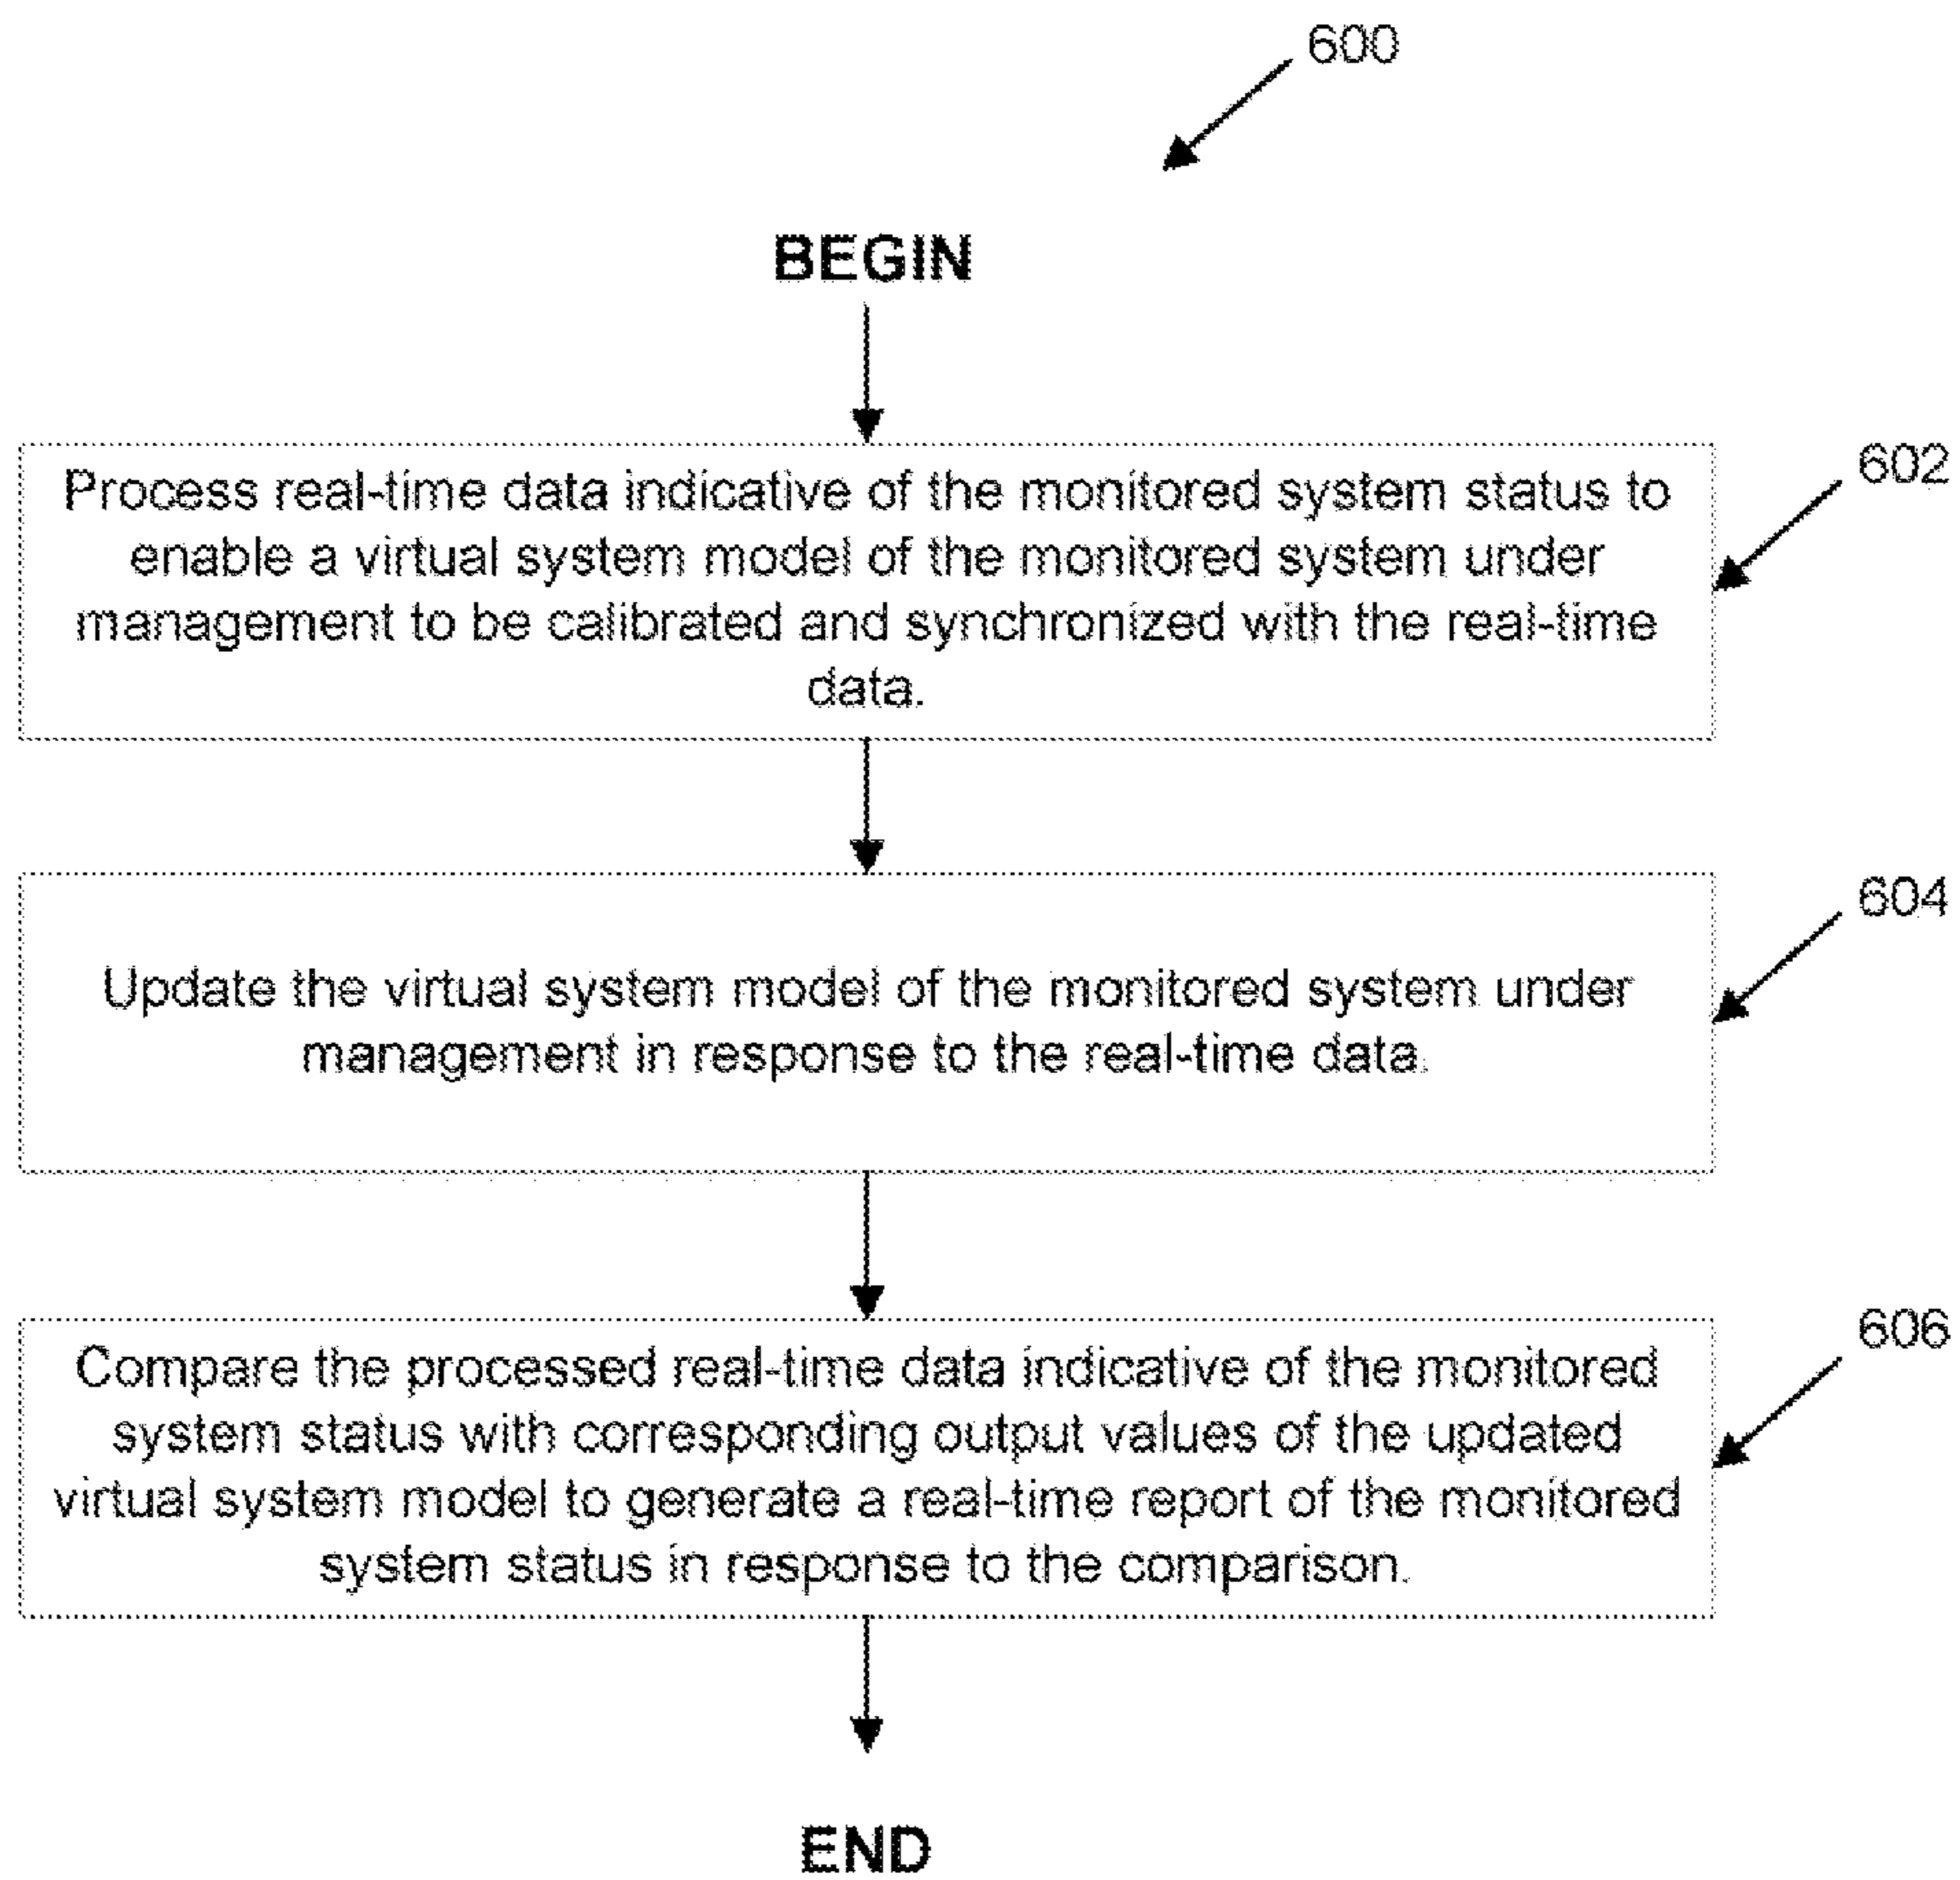 600
BEGIN
602
Process real-time data indicative of the monitored system status to
enable a virtual system model of the monitored system under
management to be calibrated and synchronized with the real-time
data.
604
Update the virtual system model of the monitored system under
management in response to the real-time data.
606
Compare the processed real-time data indicative of the monitored
system status with corresponding output values of the updated
virtual system model to generate a real-time report of the monitored
system status in response to the comparison.
END